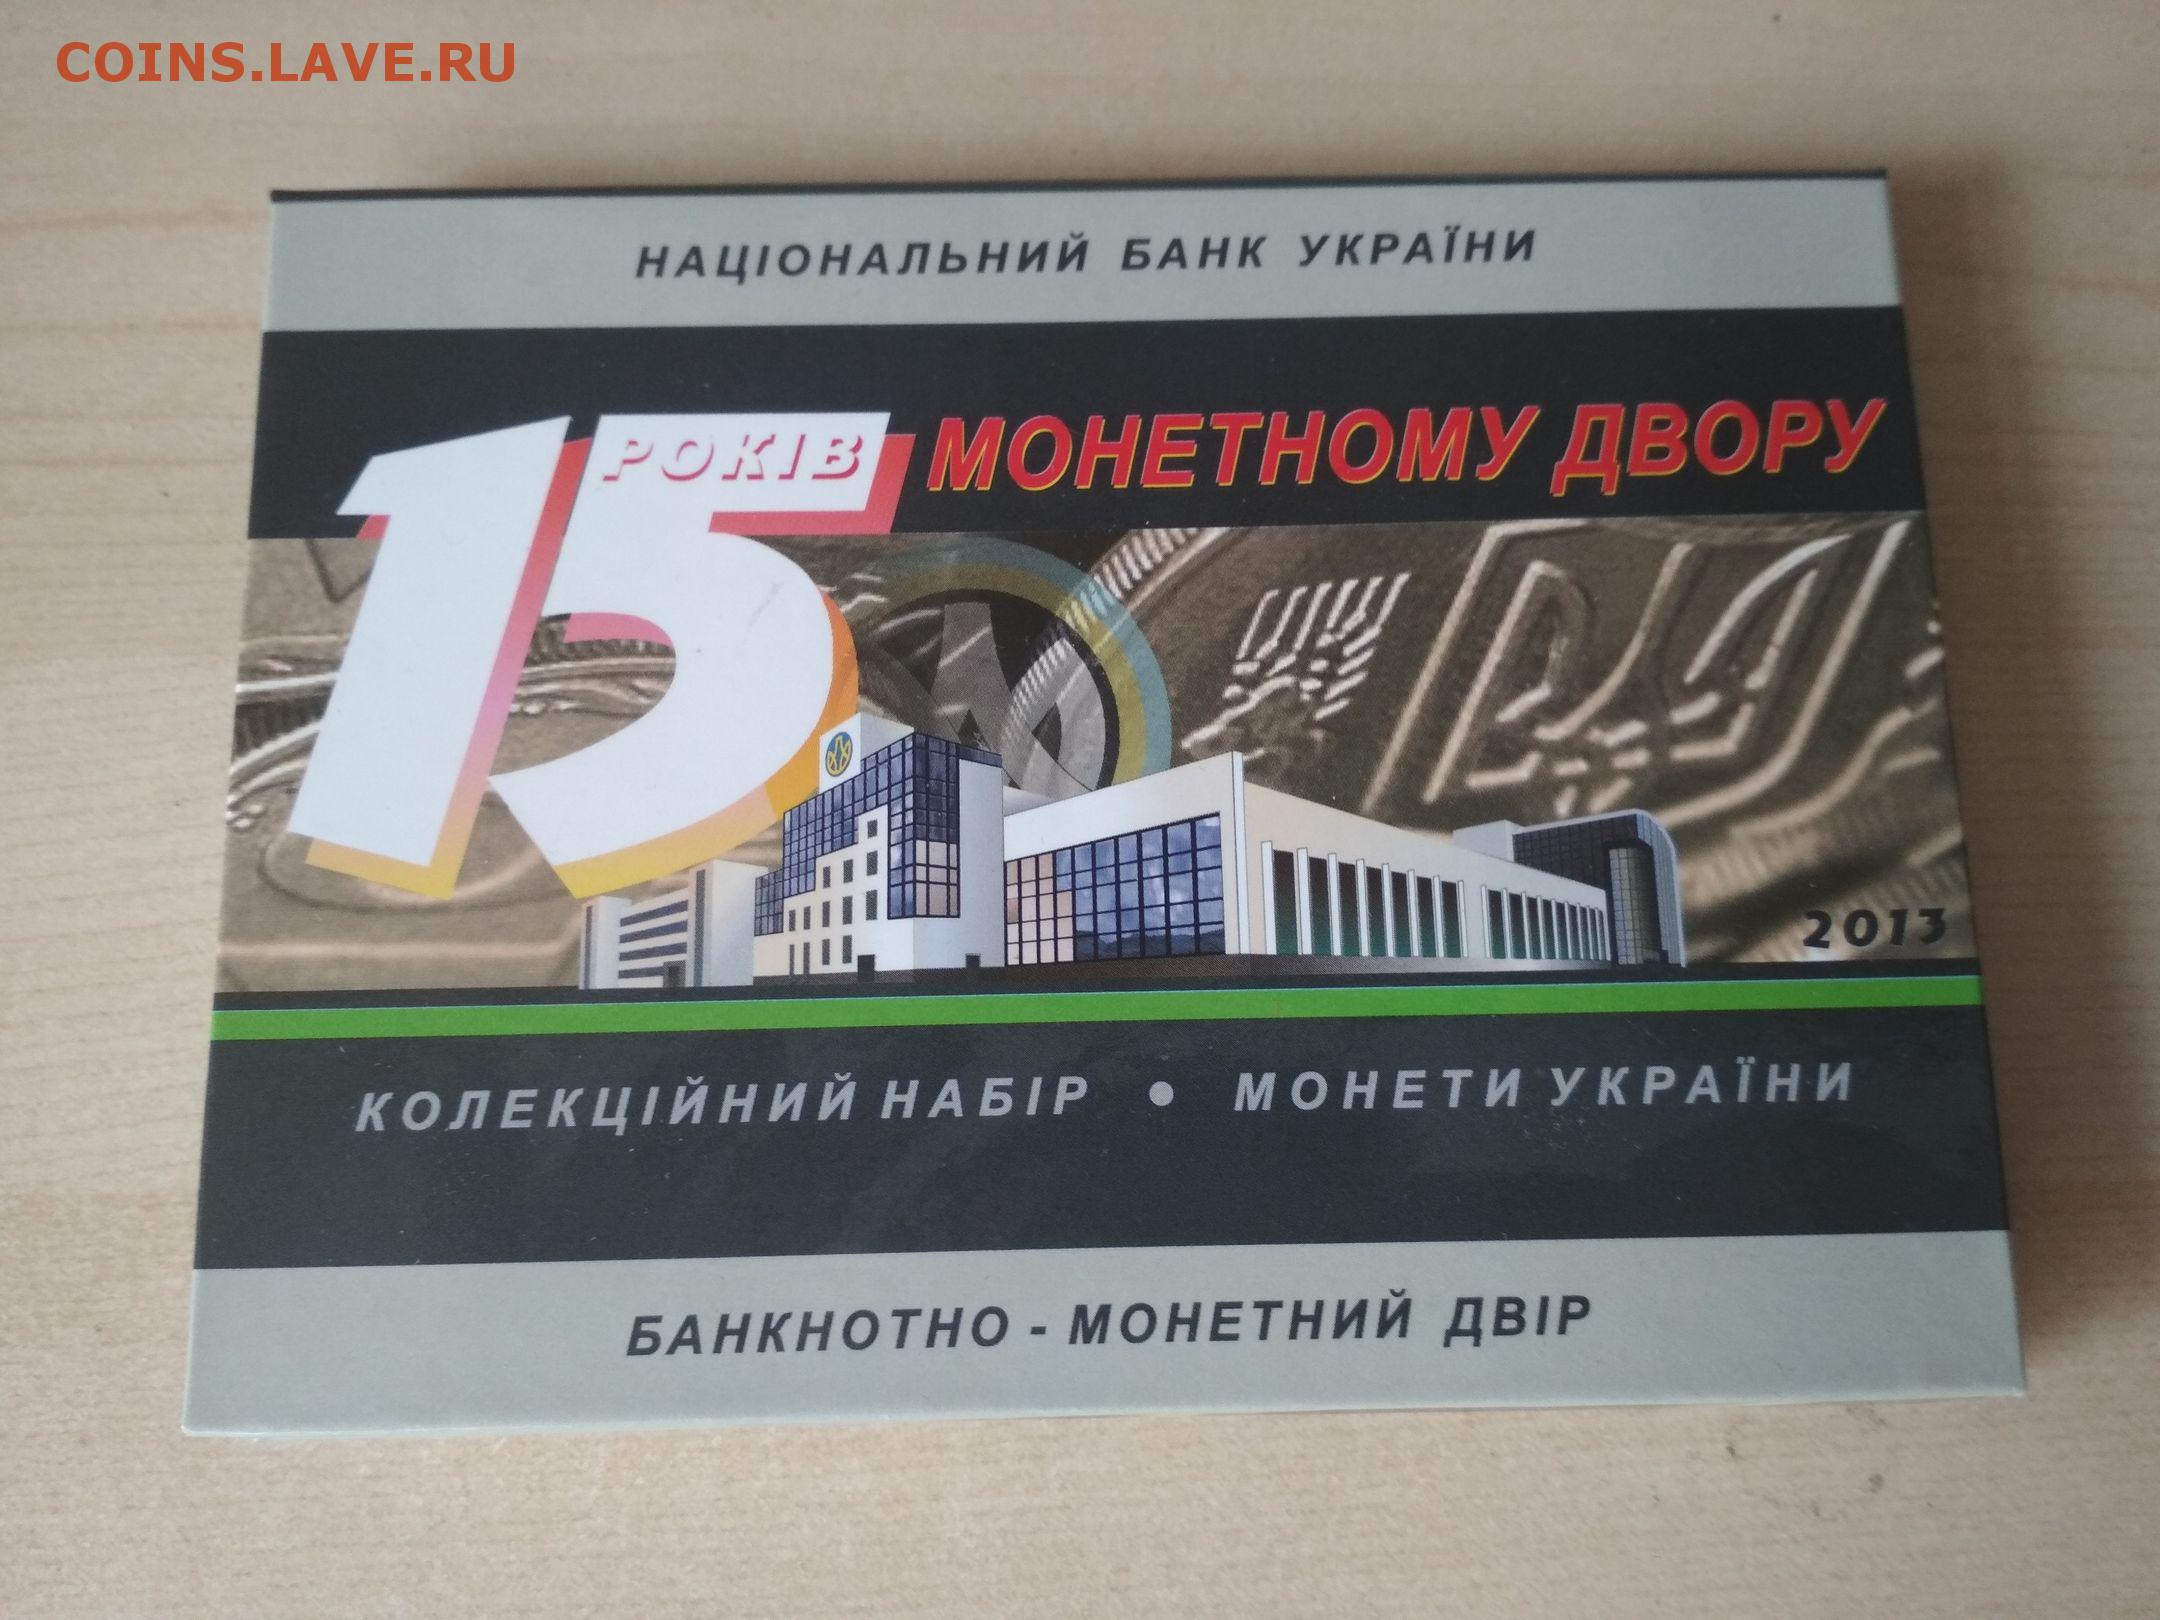 COINS.LAVE.RU
НАЦІОНАЛЬНИЙ БАНК УКРАЇНИ
15 РОКІВ МОНЕТНОМУ ДВОРУ
2013
КОЛЕКЦІЙНИЙ НАБІР • МОНЕТИ УКРАЇНИ
БАНКНОТНО - МОНЕТНИЙ ДВІР